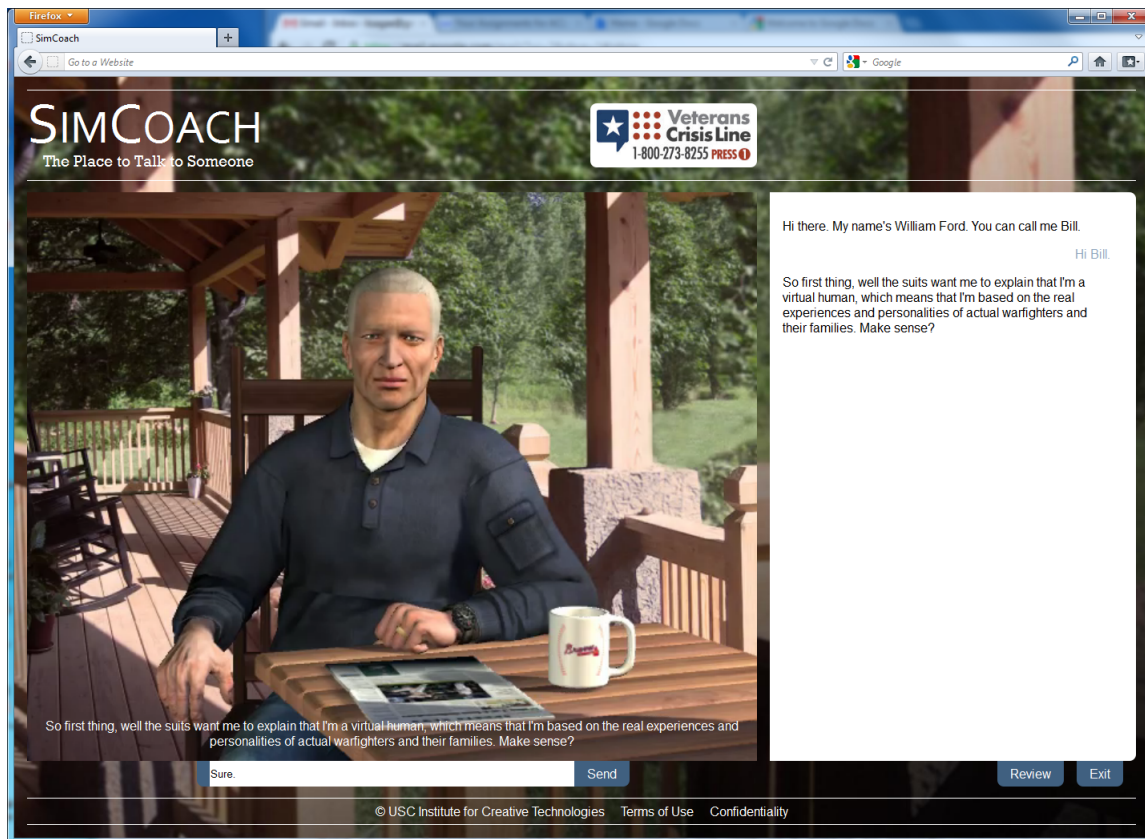 Firefox
SimCoach
+
Go to a Website
Google
SIMCOACH
The Place to Talk to Someone
Veterans
Crisis Line
1-800-273-8255 PRESS 1
Hi there. My name's William Ford. You can call me Bill.
Hi Bill.
So first thing, well the suits want me to explain that I'm a
virtual human, which means that I'm based on the real
experiences and personalities of actual warfighters and
their families. Make sense?
Braves
So first thing, well the suits want me to explain that I'm a virtual human, which means that I'm based on the real experiences and
personalities of actual warfighters and their families. Make sense?
Sure.
Send
Review
Exit
© USC Institute for Creative Technologies
Terms of Use
Confidentiality